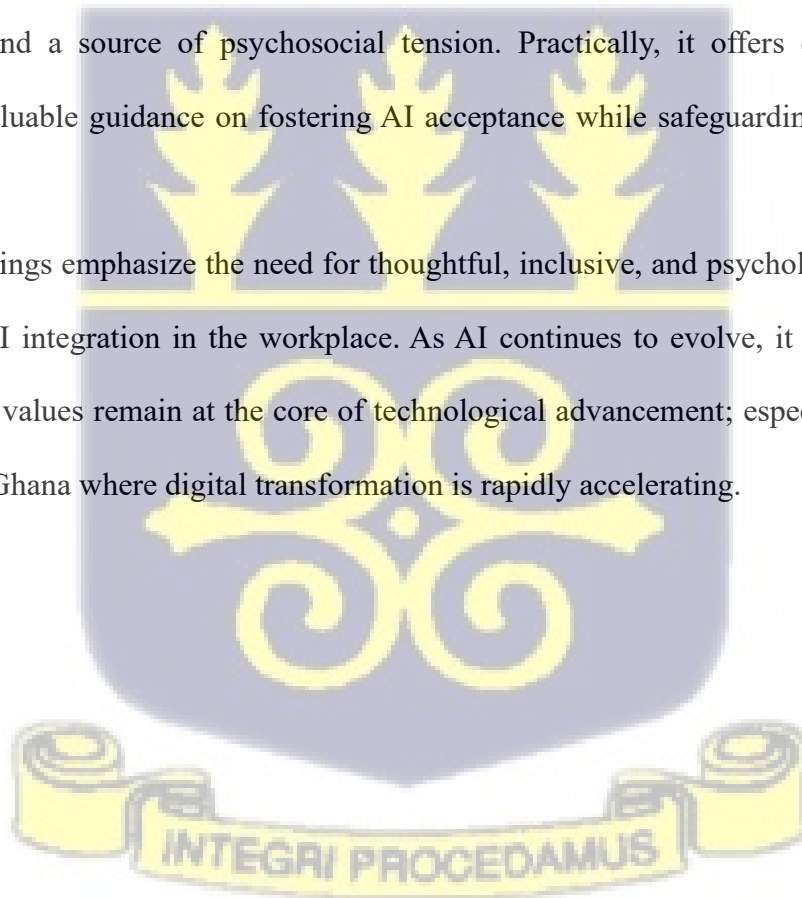 nd a source of psychosocial tension. Practically, it offers
luable guidance on fostering AI acceptance while safeguardin
ings emphasize the need for thoughtful, inclusive, and psychol
I integration in the workplace. As AI continues to evolve, it
values remain at the core of technological advancement; espe
Ghana where digital transformation is rapidly accelerating.
INTEGRI PROCEDAMUS